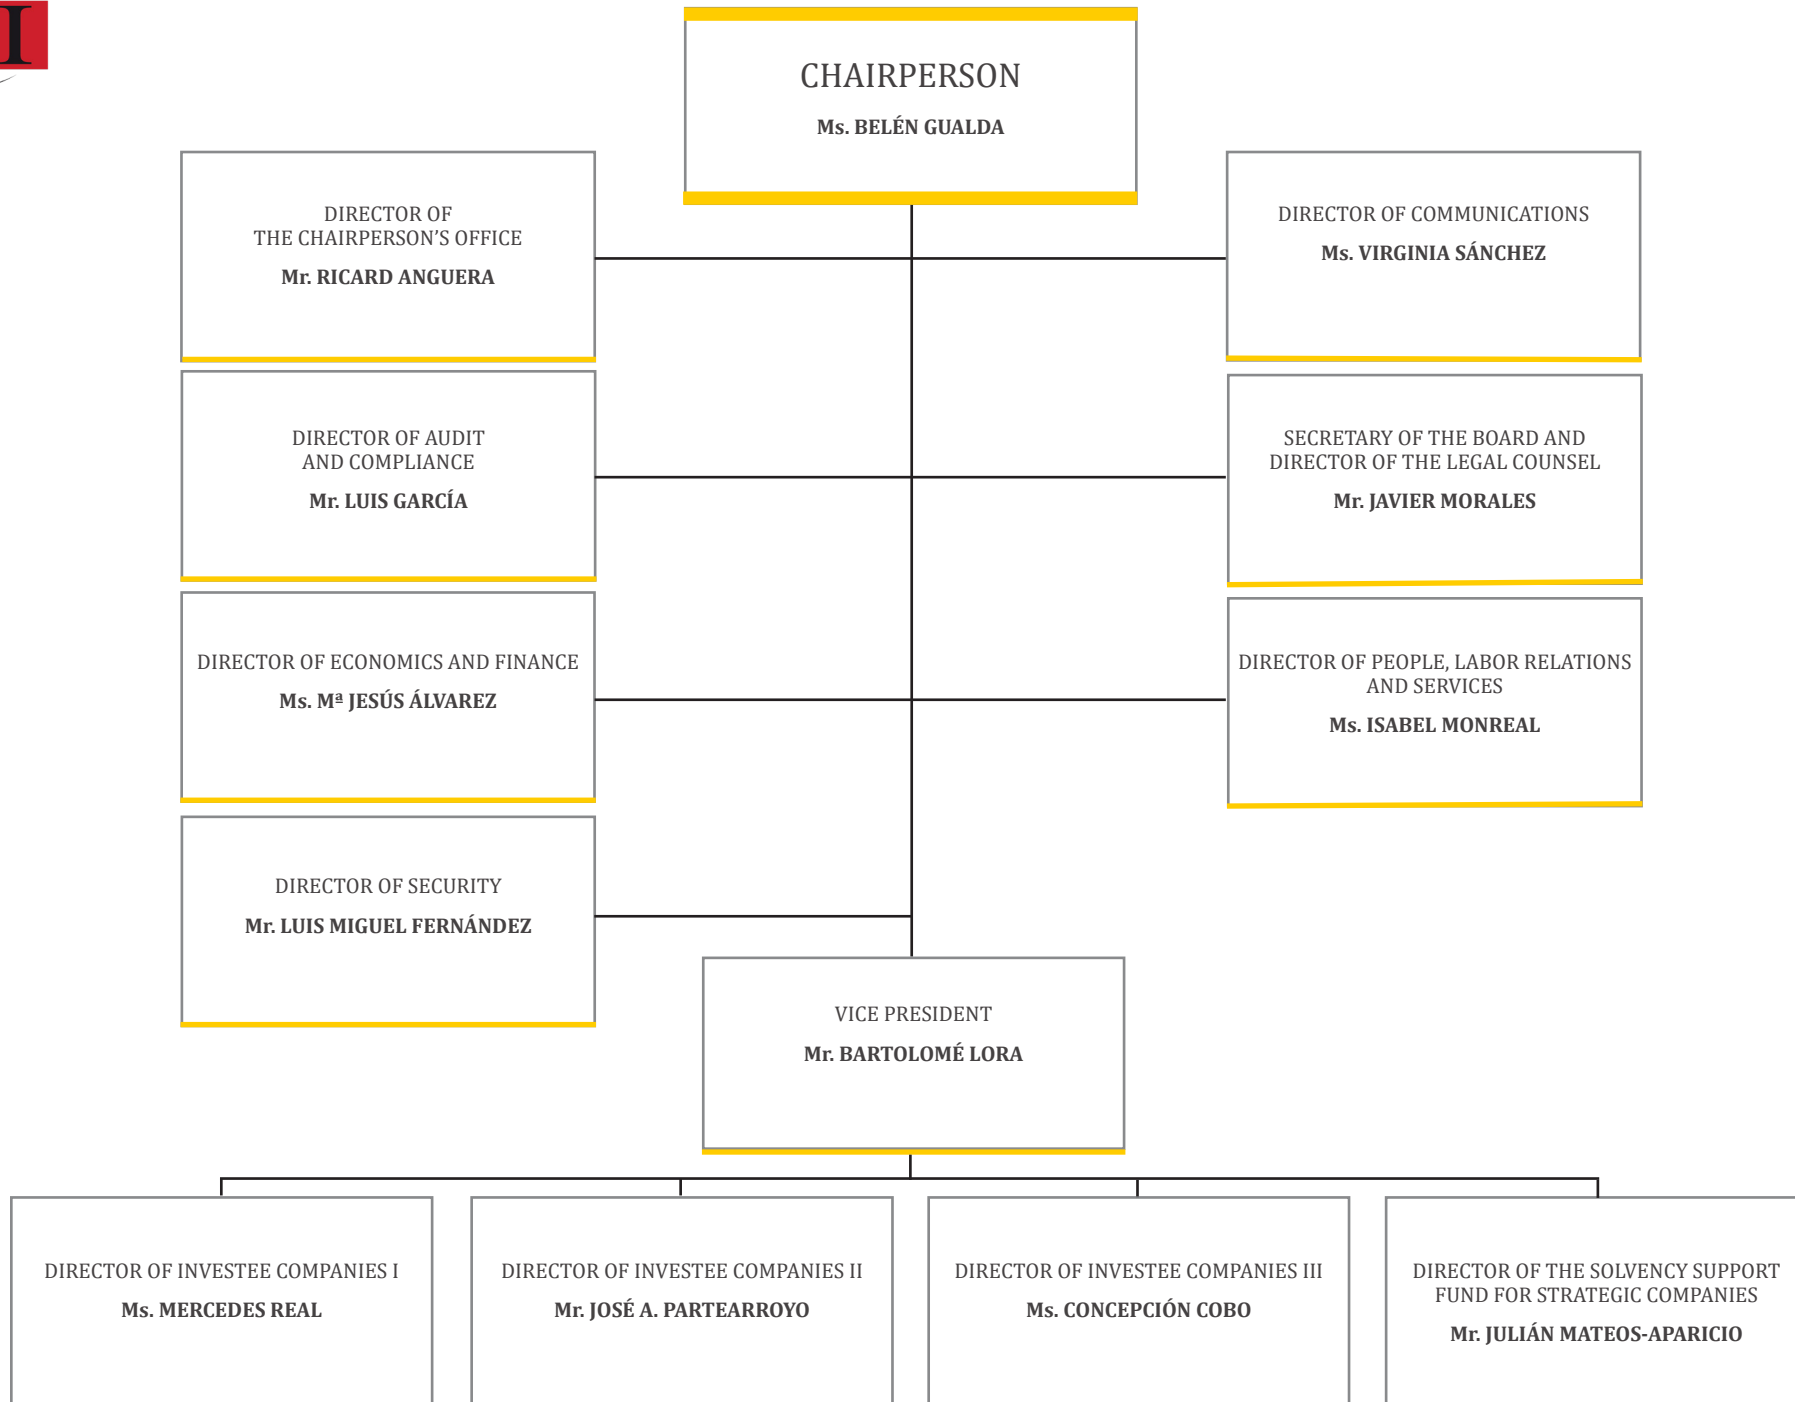 I
CHAIRPERSON
Ms. BELÉN GUALDA
DIRECTOR OF
THE CHAIRPERSON’S OFFICE
Mr. RICARD ANGUERA
DIRECTOR OF COMMUNICATIONS
Ms. VIRGINIA SÁNCHEZ
DIRECTOR OF AUDIT
AND COMPLIANCE
Mr. LUIS GARCÍA
SECRETARY OF THE BOARD AND
DIRECTOR OF THE LEGAL COUNSEL
Mr. JAVIER MORALES
DIRECTOR OF ECONOMICS AND FINANCE
Ms. Mª JESÚS ÁLVAREZ
DIRECTOR OF PEOPLE, LABOR RELATIONS
AND SERVICES
Ms. ISABEL MONREAL
DIRECTOR OF SECURITY
Mr. LUIS MIGUEL FERNÁNDEZ
VICE PRESIDENT
Mr. BARTOLOMÉ LORA
DIRECTOR OF INVESTEE COMPANIES I
Ms. MERCEDES REAL
DIRECTOR OF INVESTEE COMPANIES II
Mr. JOSÉ A. PARTEARROYO
DIRECTOR OF INVESTEE COMPANIES III
Ms. CONCEPCIÓN COBO
DIRECTOR OF THE SOLVENCY SUPPORT
FUND FOR STRATEGIC COMPANIES
Mr. JULIÁN MATEOS-APARICIO